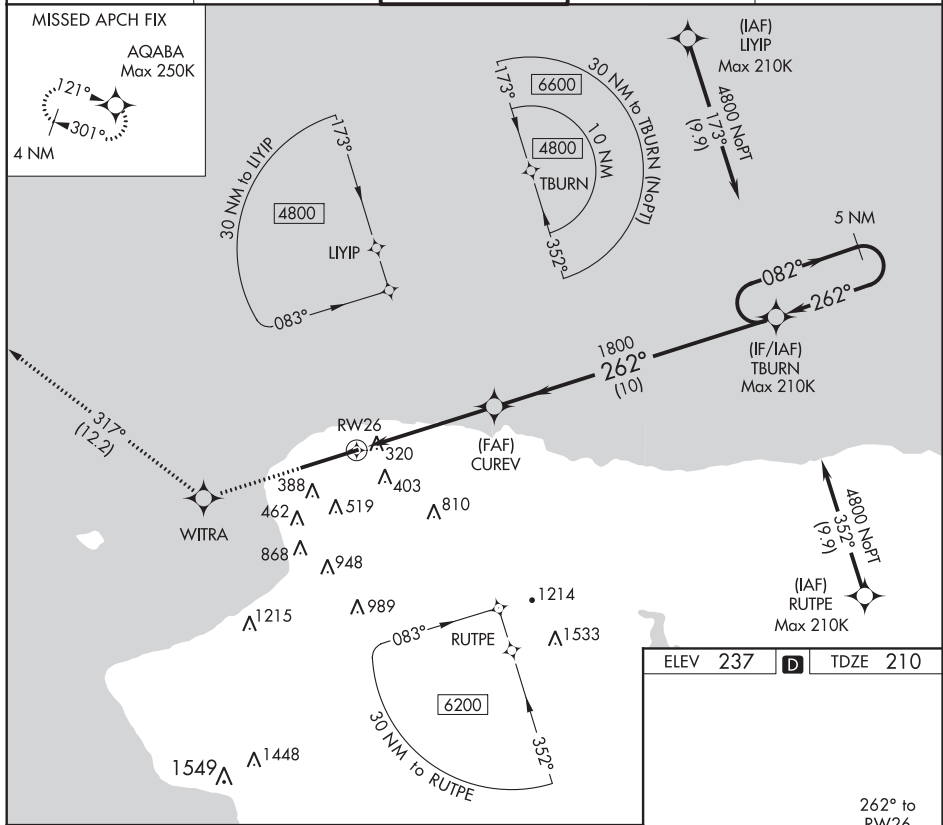 MISSED APCH FIX
AQABA
Max 250K
121°
301°
4 NM
30 NM to LIYIP
173°
4800
LIYIP
083°
173°
6600
30 NM to TBURN (NoPT)
4800
10 NM
TBURN
352°
(IAF)
LIYIP
Max 210K
4800 NoPT
173°
(9.9)
5 NM
082°
262°
(IF/IAF)
TBURN
Max 210K
1800
262°
(10)
(FAF)
CUREV
RW26
320
317°
(12.2)
WITRA
388
403
462
519
810
868
948
1215
989
1214
1533
083°
RUTPE
6200
352°
30 NM to RUTPE
1549
1448
4800 NoPT
352°
(9.9)
(IAF)
RUTPE
Max 210K
ELEV 237 D TDZE 210
262° to
RW26